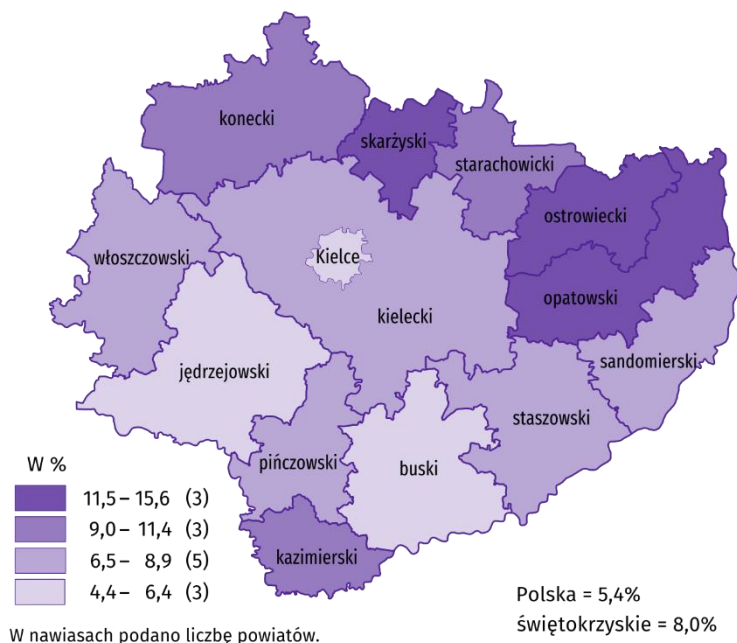 konecki
skarżyski
starachowicki
ostrowiecki
włoszczowski
Kielce
opatowski
kielecki
sandomierski
jędrzejowski
staszowski
pińczowski
buski
kazimierski
W %
11,5 – 15,6 (3)
9,0 – 11,4 (3)
6,5 – 8,9 (5)
4,4 – 6,4 (3)
Polska = 5,4%
świętokrzyskie = 8,0%
W nawiasach podano liczbę powiatów.